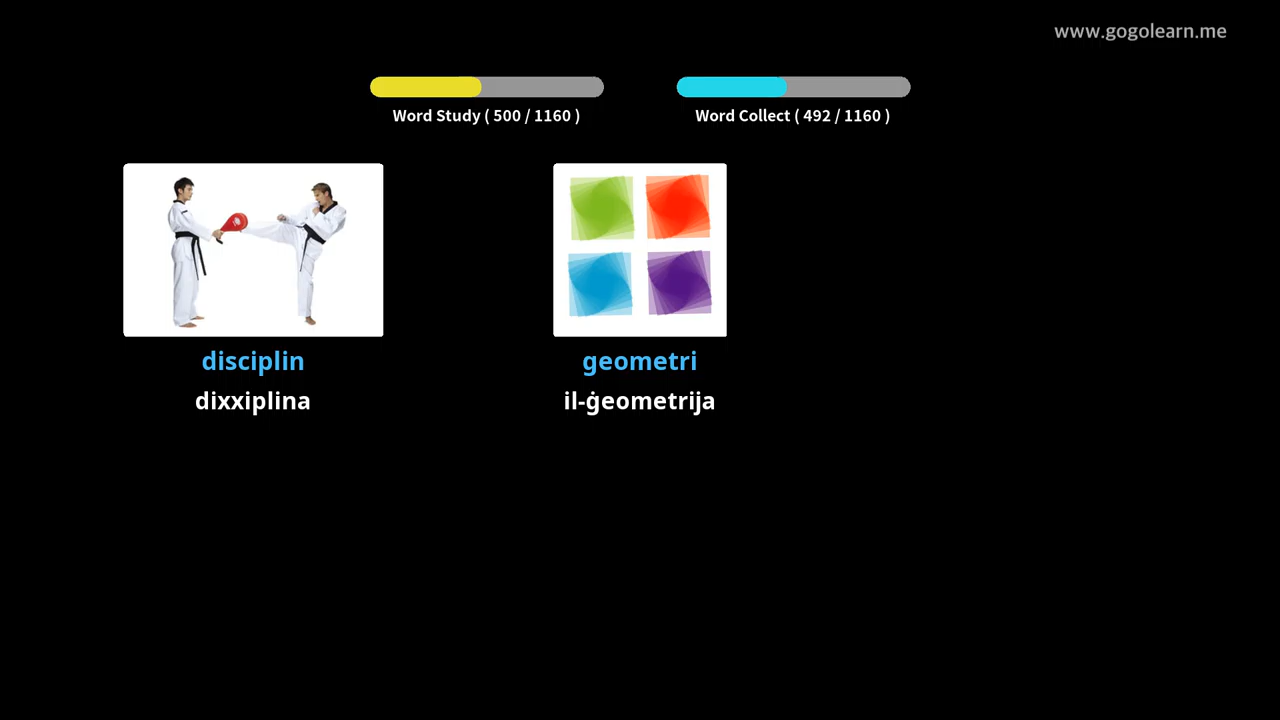 www.gogolearn.me
Word Study ( 500 / 1160 )
Word Collect ( 492 / 1160 )
disciplin
dixxiplina
geometri
il-ġeometrija